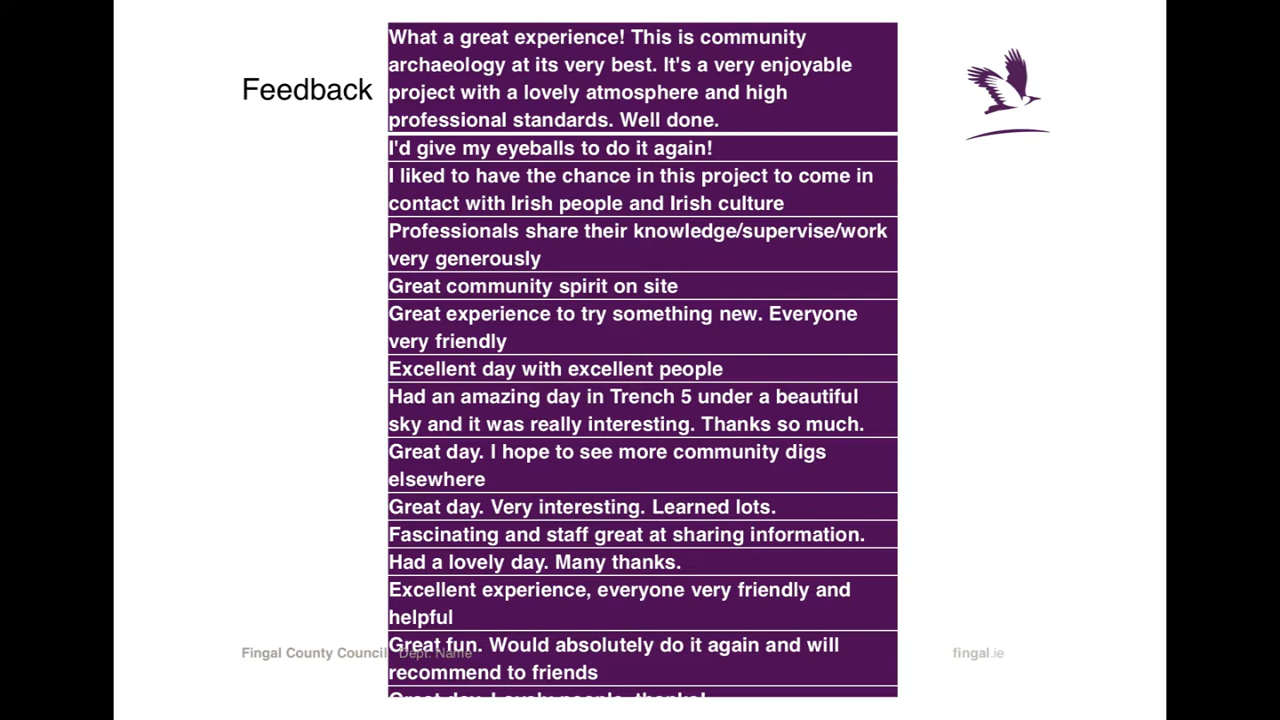 Feedback
What a great experience! This is community
archaeology at its very best. It's a very enjoyable
project with a lovely atmosphere and high
professional standards. Well done.
I'd give my eyeballs to do it again!
I liked to have the chance in this project to come in
contact with Irish people and Irish culture
Professionals share their knowledge/supervise/work
very generously
Great community spirit on site
Great experience to try something new. Everyone
very friendly
Excellent day with excellent people
Had an amazing day in Trench 5 under a beautiful
sky and it was really interesting. Thanks so much.
Great day. I hope to see more community digs
elsewhere
Great day. Very interesting. Learned lots.
Fascinating and staff great at sharing information.
Had a lovely day. Many thanks.
Excellent experience, everyone very friendly and
helpful
Great fun. Would absolutely do it again and will
recommend to friends
Great day. Lovely people, thanks!
Fingal County Council Dept. Name
fingal.ie